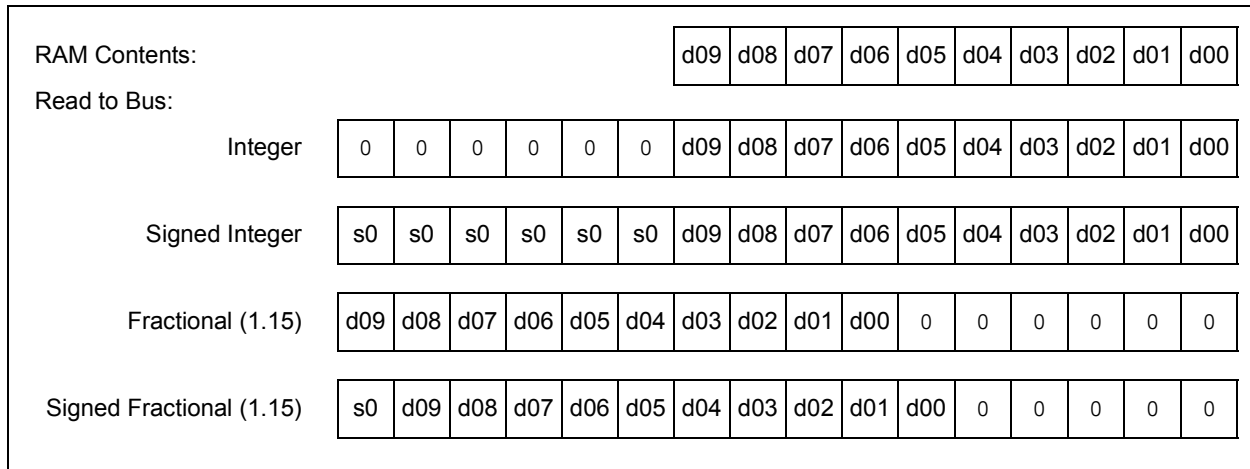 RAM Contents: d09 d08 d07 d06 d05 d04 d03 d02 d01 d00
Read to Bus:
Integer 0 0 0 0 0 0 d09 d08 d07 d06 d05 d04 d03 d02 d01 d00
Signed Integer s0 s0 s0 s0 s0 s0 d09 d08 d07 d06 d05 d04 d03 d02 d01 d00
Fractional (1.15) d09 d08 d07 d06 d05 d04 d03 d02 d01 d00 0 0 0 0 0 0
Signed Fractional (1.15) s0 d09 d08 d07 d06 d05 d04 d03 d02 d01 d00 0 0 0 0 0